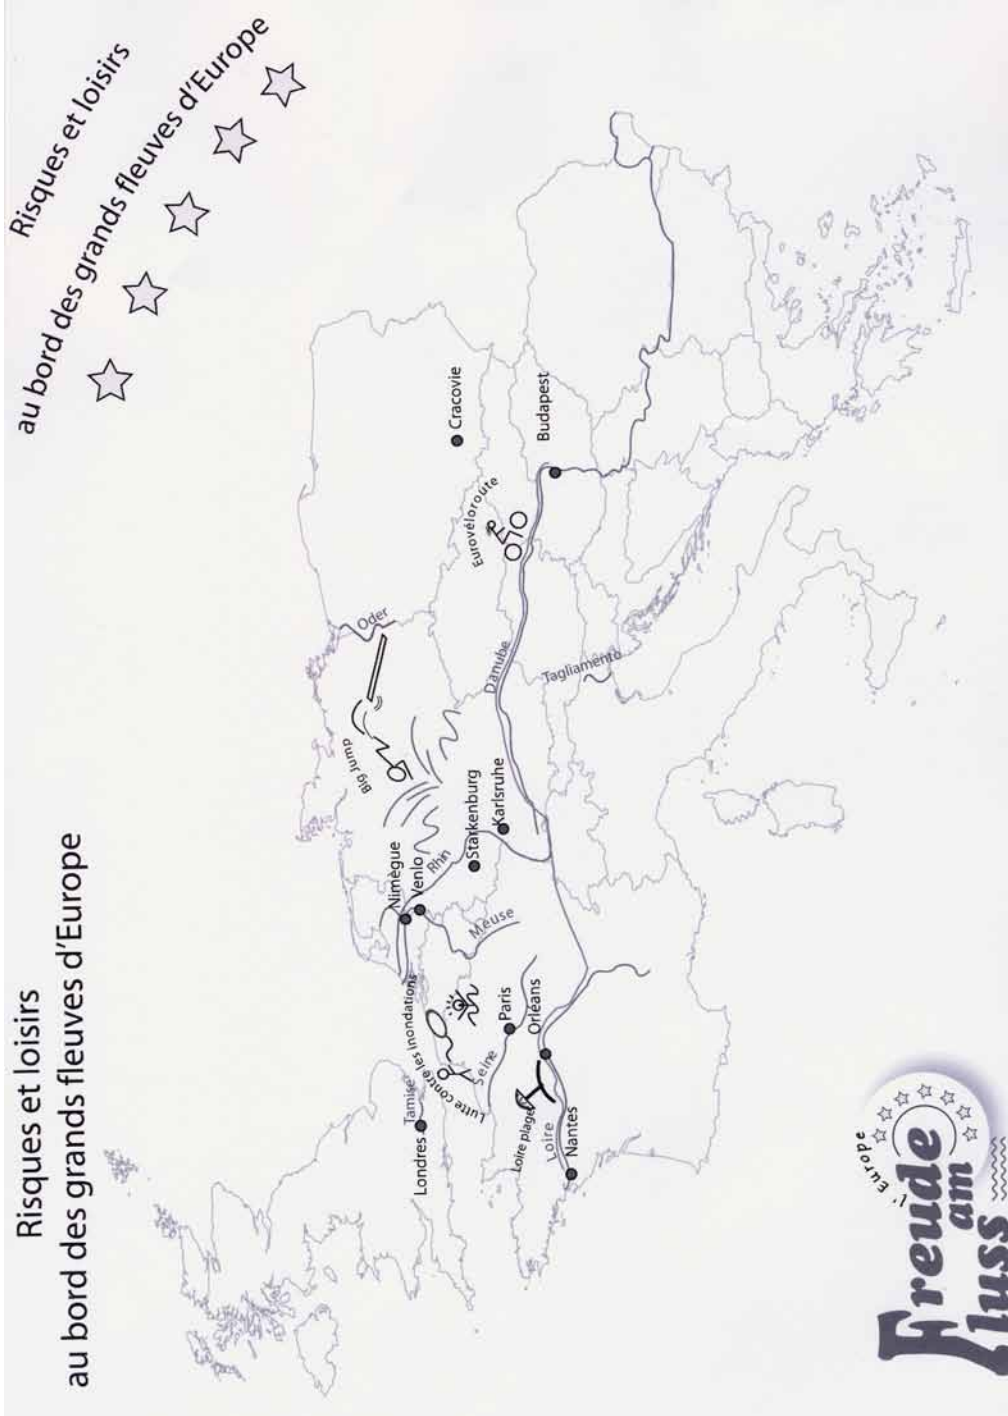 Risques et loisirs
au bord des grands fleuves d'Europe
Risques et loisirs
au bord des grands fleuves d'Europe
Londres
Tamise
Lutte contre les inondations
Nimègue
Venlo
Rhin
Meuse
Starkenburg
Karlsruhe
Big Jump
Oder
Cracovie
Eurovéloroute
Budapest
Danube
Tagliamento
Seine
Paris
Orléans
Loire plage
Loire
Nantes
l'Europe
Freude
am
Fluss